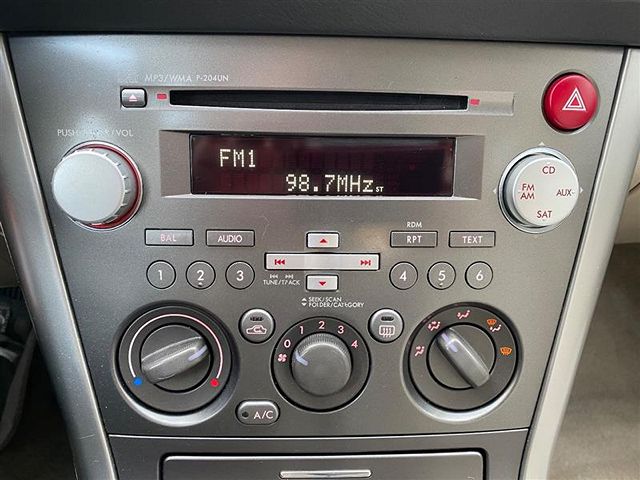 MP3/WMA P-204UN
PUSH POWER/VOL
FM1
98.7MHz ST
CD
FM
AM
AUX
SAT
BAL
AUDIO
RDM
RPT
TEXT
1
2
3
TUNE/TRACK
SEEK/SCAN
FOLDER/CATEGORY
4
5
6
0 1 2 3 4
A/C